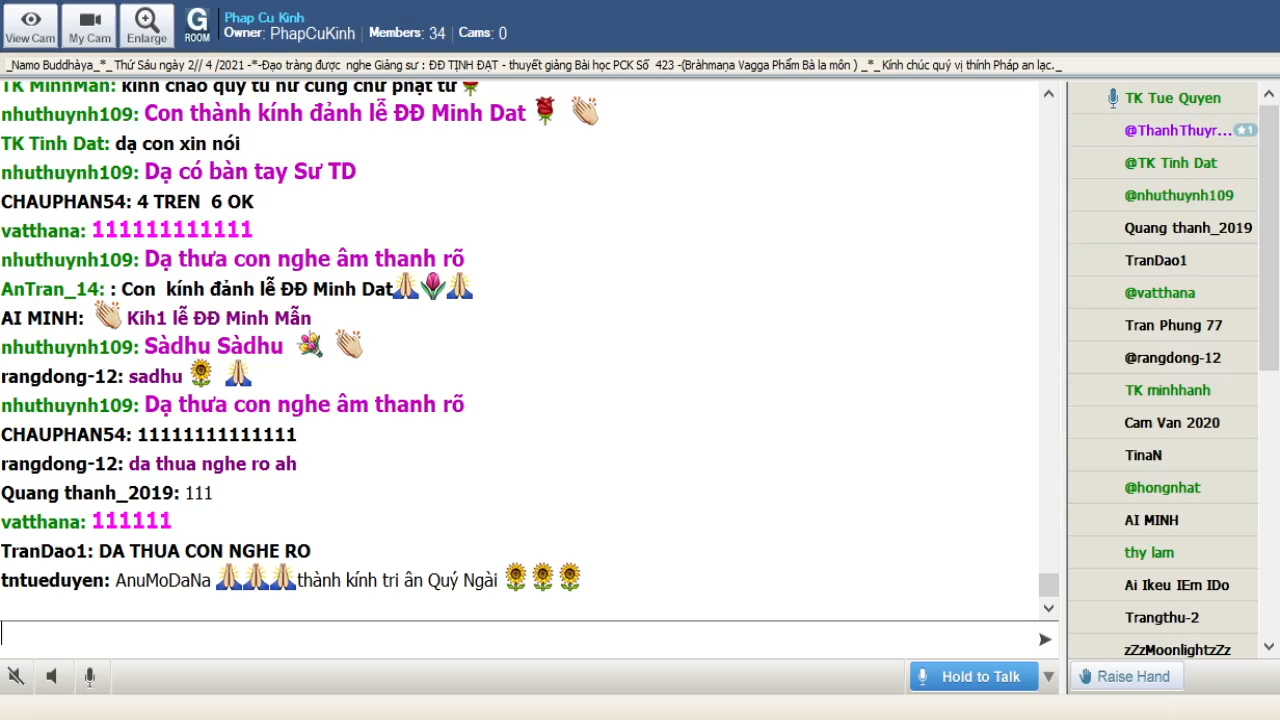 View Cam
My Cam
Enlarge
G
ROOM
Phap Cu Kinh
Owner: PhapCuKinh | Members: 34 | Cams: 0
_Namo Buddhàya_*_Thứ Sáu ngày 2// 4 /2021 -*-Đạo tràng được nghe Giảng sư : ĐĐ TỊNH ĐẠT - thuyết giảng Bài học PCK Số 423 -(Bràhmaṇa Vagga Phẩm Bà la môn ) _*_Kính chúc quý vị thính Pháp an lạc._
TK MinhMan: kính chào quý tu nữ cùng chư phật tử
nhuthuynh109: Con thành kính đảnh lễ ĐĐ Minh Dat
TK Tinh Dat: dạ con xin nói
nhuthuynh109: Dạ có bàn tay Sư TD
CHAUPHAN54: 4 TREN 6 OK
vatthana: 111111111111
nhuthuynh109: Dạ thưa con nghe âm thanh rõ
AnTran_14: : Con kính đảnh lễ ĐĐ Minh Dat
AI MINH: Kih1 lễ ĐĐ Minh Mẫn
nhuthuynh109: Sàdhu Sàdhu
rangdong-12: sadhu
nhuthuynh109: Dạ thưa con nghe âm thanh rõ
CHAUPHAN54: 11111111111111
rangdong-12: da thua nghe ro ah
Quang thanh_2019: 111
vatthana: 111111
TranDao1: DA THUA CON NGHE RO
tntueduyen: AnuMoDaNa thành kính tri ân Quý Ngài
TK Tue Quyen
@ThanhThuyr... ★1
@TK Tinh Dat
@nhuthuynh109
Quang thanh_2019
TranDao1
@vatthana
Tran Phung 77
@rangdong-12
TK minhhanh
Cam Van 2020
TinaN
@hongnhat
AI MINH
thy lam
Ai Ikeu IEm IDo
Trangthu-2
zZzMoonlightzZz
Hold to Talk
Raise Hand